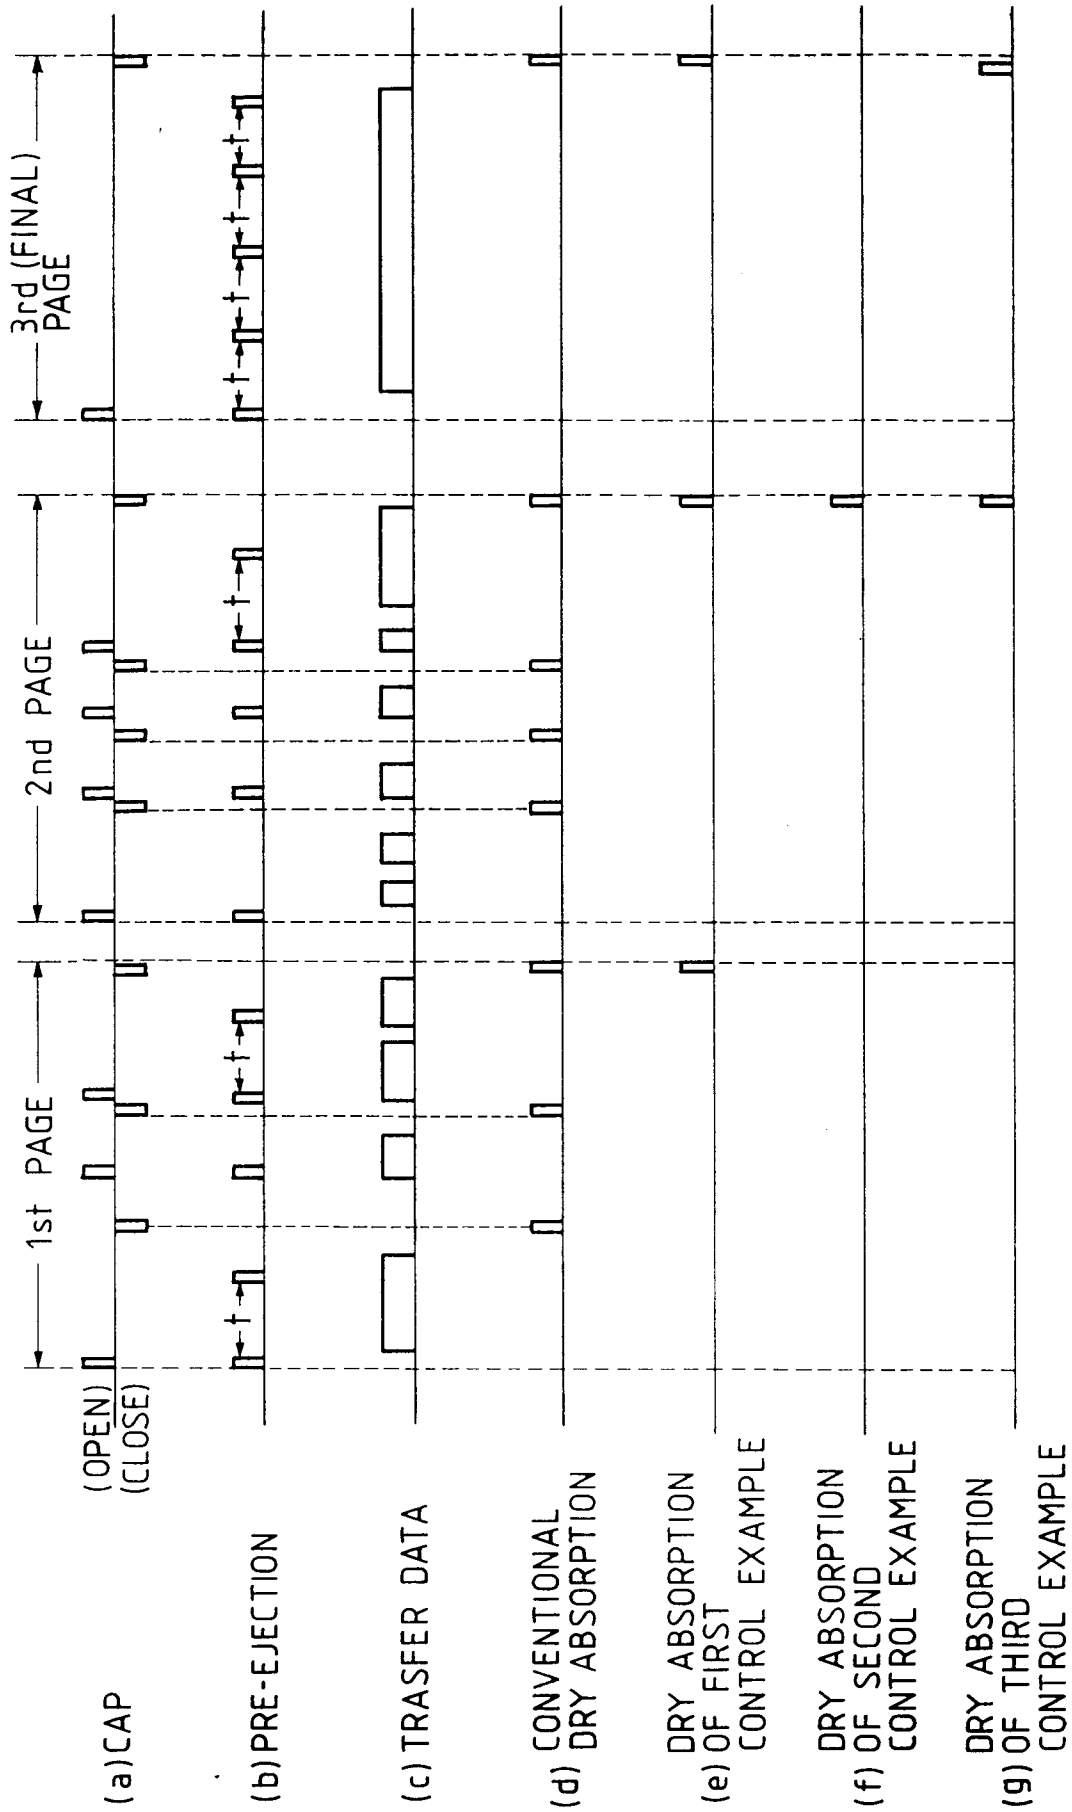 1st PAGE
2nd PAGE
3rd (FINAL)
PAGE
(OPEN)
(CLOSE)
(a) CAP
(b) PRE-EJECTION
t
t
t
t
t
t
t
(c) TRASFER DATA
(d) CONVENTIONAL
DRY ABSORPTION
DRY ABSORPTION
(e) OF FIRST
CONTROL EXAMPLE
DRY ABSORPTION
(f) OF SECOND
CONTROL EXAMPLE
DRY ABSORPTION
(g) OF THIRD
CONTROL EXAMPLE